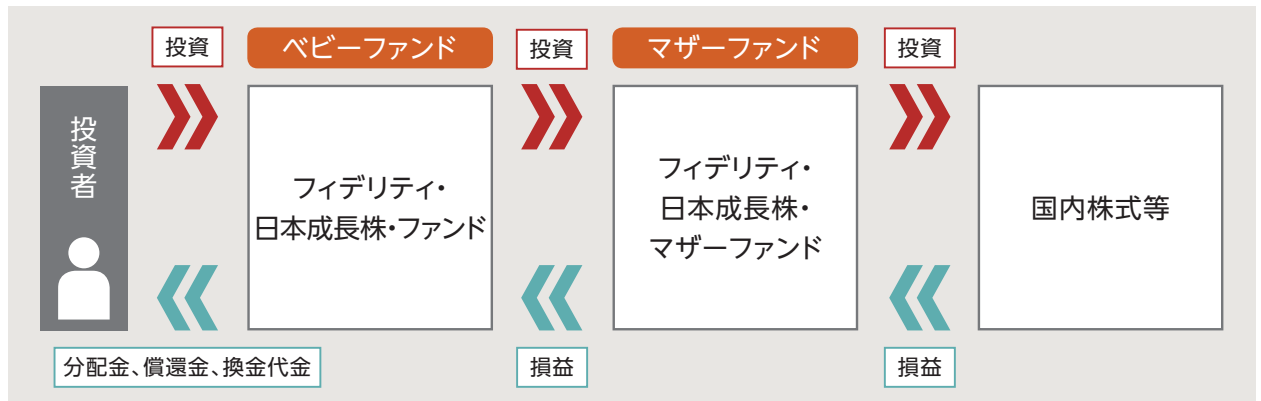 投資
ベビーファンド
投資
マザーファンド
投資
投資者
フィデリティ・
日本成長株・ファンド
フィデリティ・
日本成長株・
マザーファンド
国内株式等
分配金、償還金、換金代金
損益
損益